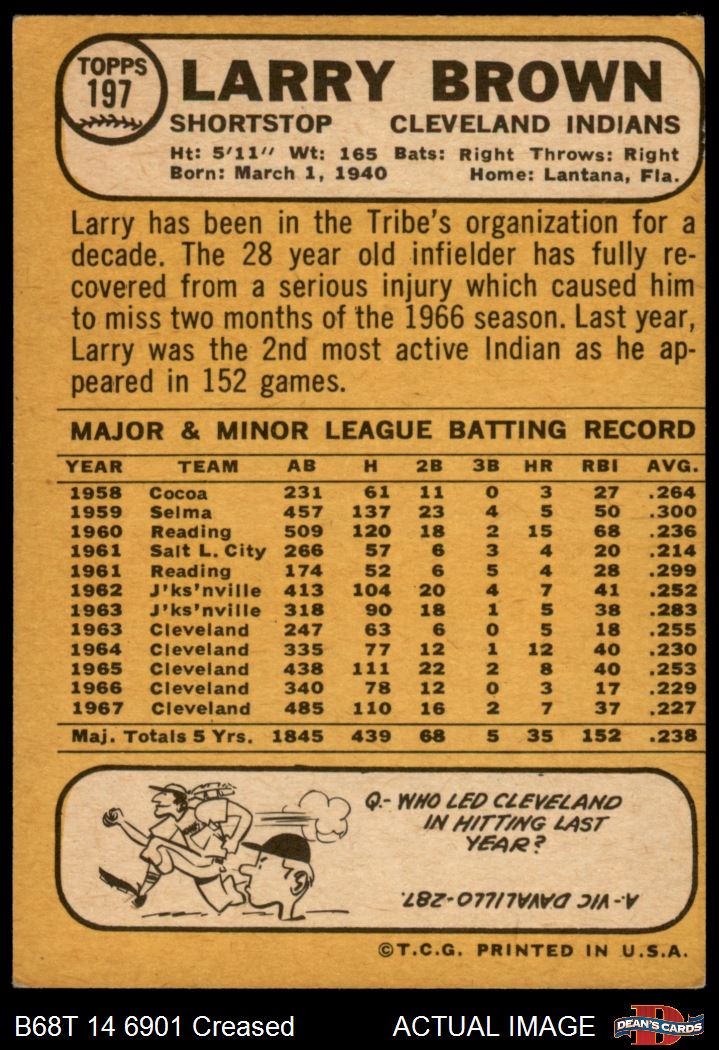 TOPPS
197
LARRY BROWN
SHORTSTOP CLEVELAND INDIANS
Ht: 5'11" Wt: 165 Bats: Right Throws: Right
Born: March 1, 1940 Home: Lantana, Fla.
Larry has been in the Tribe's organization for a
decade. The 28 year old infielder has fully re-
covered from a serious injury which caused him
to miss two months of the 1966 season. Last year,
Larry was the 2nd most active Indian as he ap-
peared in 152 games.
MAJOR & MINOR LEAGUE BATTING RECORD
YEAR TEAM AB H 2B 3B HR RBI AVG.
1958 Cocoa 231 61 11 0 3 27 .264
1959 Selma 457 137 23 4 5 50 .300
1960 Reading 509 120 18 2 15 68 .236
1961 Salt L. City 266 57 6 3 4 20 .214
1961 Reading 174 52 6 5 4 28 .299
1962 J'ks'nville 413 104 20 4 7 41 .252
1963 J'ks'nville 318 90 18 1 5 38 .283
1963 Cleveland 247 63 6 0 5 18 .255
1964 Cleveland 335 77 12 1 12 40 .230
1965 Cleveland 438 111 22 2 8 40 .253
1966 Cleveland 340 78 12 0 3 17 .229
1967 Cleveland 485 110 16 2 7 37 .227
Maj. Totals 5 Yrs. 1845 439 68 5 35 152 .238
Q.- WHO LED CLEVELAND
IN HITTING LAST
YEAR?
A.-VIC DAVALILLO-287.
©T.C.G. PRINTED IN U.S.A.
B68T 14 6901 Creased ACTUAL IMAGE
D
DEAN'S CARDS